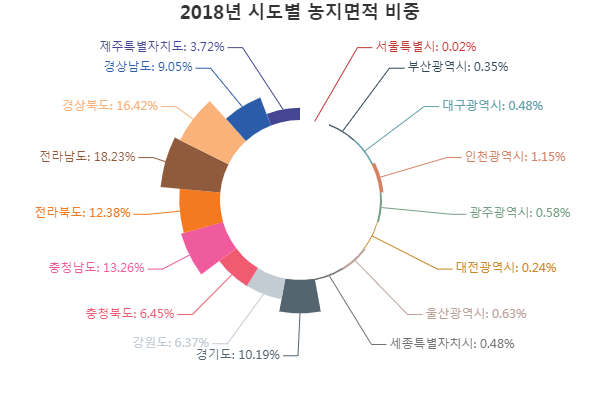 2018년 시도별 농지면적 비중
제주특별자치도: 3.72%
서울특별시: 0.02%
경상남도: 9.05%
부산광역시: 0.35%
경상북도: 16.42%
대구광역시: 0.48%
전라남도: 18.23%
인천광역시: 1.15%
전라북도: 12.38%
광주광역시: 0.58%
충청남도: 13.26%
대전광역시: 0.24%
충청북도: 6.45%
울산광역시: 0.63%
강원도: 6.37%
세종특별자치시: 0.48%
경기도: 10.19%